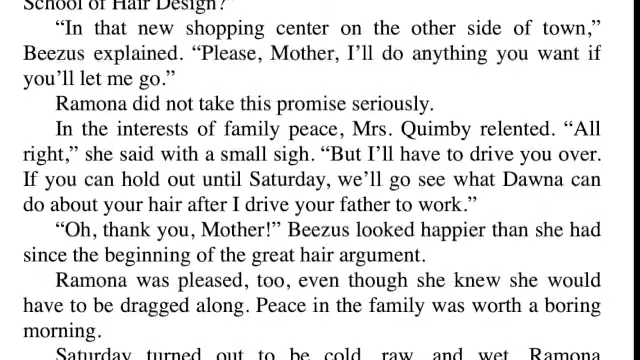 School of Hair Design?”
“In that new shopping center on the other side of town,”
Beezus explained. “Please, Mother, I’ll do anything you want if
you’ll let me go.”
Ramona did not take this promise seriously.
In the interests of family peace, Mrs. Quimby relented. “All
right,” she said with a small sigh. “But I’ll have to drive you over.
If you can hold out until Saturday, we’ll go see what Dawna can
do about your hair after I drive your father to work.”
“Oh, thank you, Mother!” Beezus looked happier than she had
since the beginning of the great hair argument.
Ramona was pleased, too, even though she knew she would
have to be dragged along. Peace in the family was worth a boring
morning.
Saturday turned out to be cold, raw, and wet. Ramona